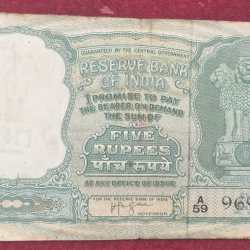 GUARANTEED BY THE CENTRAL GOVERNMENT
RESERVE BANK
OF INDIA
I PROMISE TO PAY
THE BEARER ON DEMAND
THE SUM OF
FIVE
RUPEES
पाँच रूपये
AT ANY OFFICE OF ISSUE
FOR THE RESERVE BANK OF INDIA
GOVERNOR
A/59 96